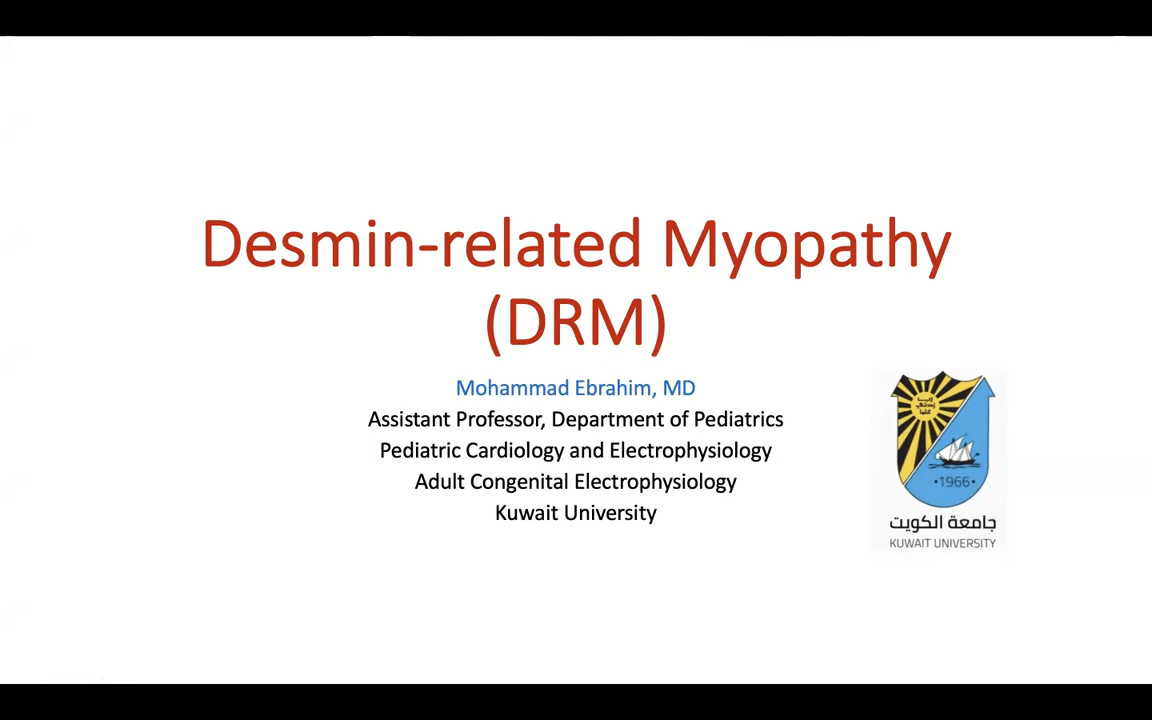 Desmin-related Myopathy
(DRM)
Mohammad Ebrahim, MD
Assistant Professor, Department of Pediatrics
Pediatric Cardiology and Electrophysiology
Adult Congenital Electrophysiology
Kuwait University
•1966•
جامعة الكويت
KUWAIT UNIVERSITY